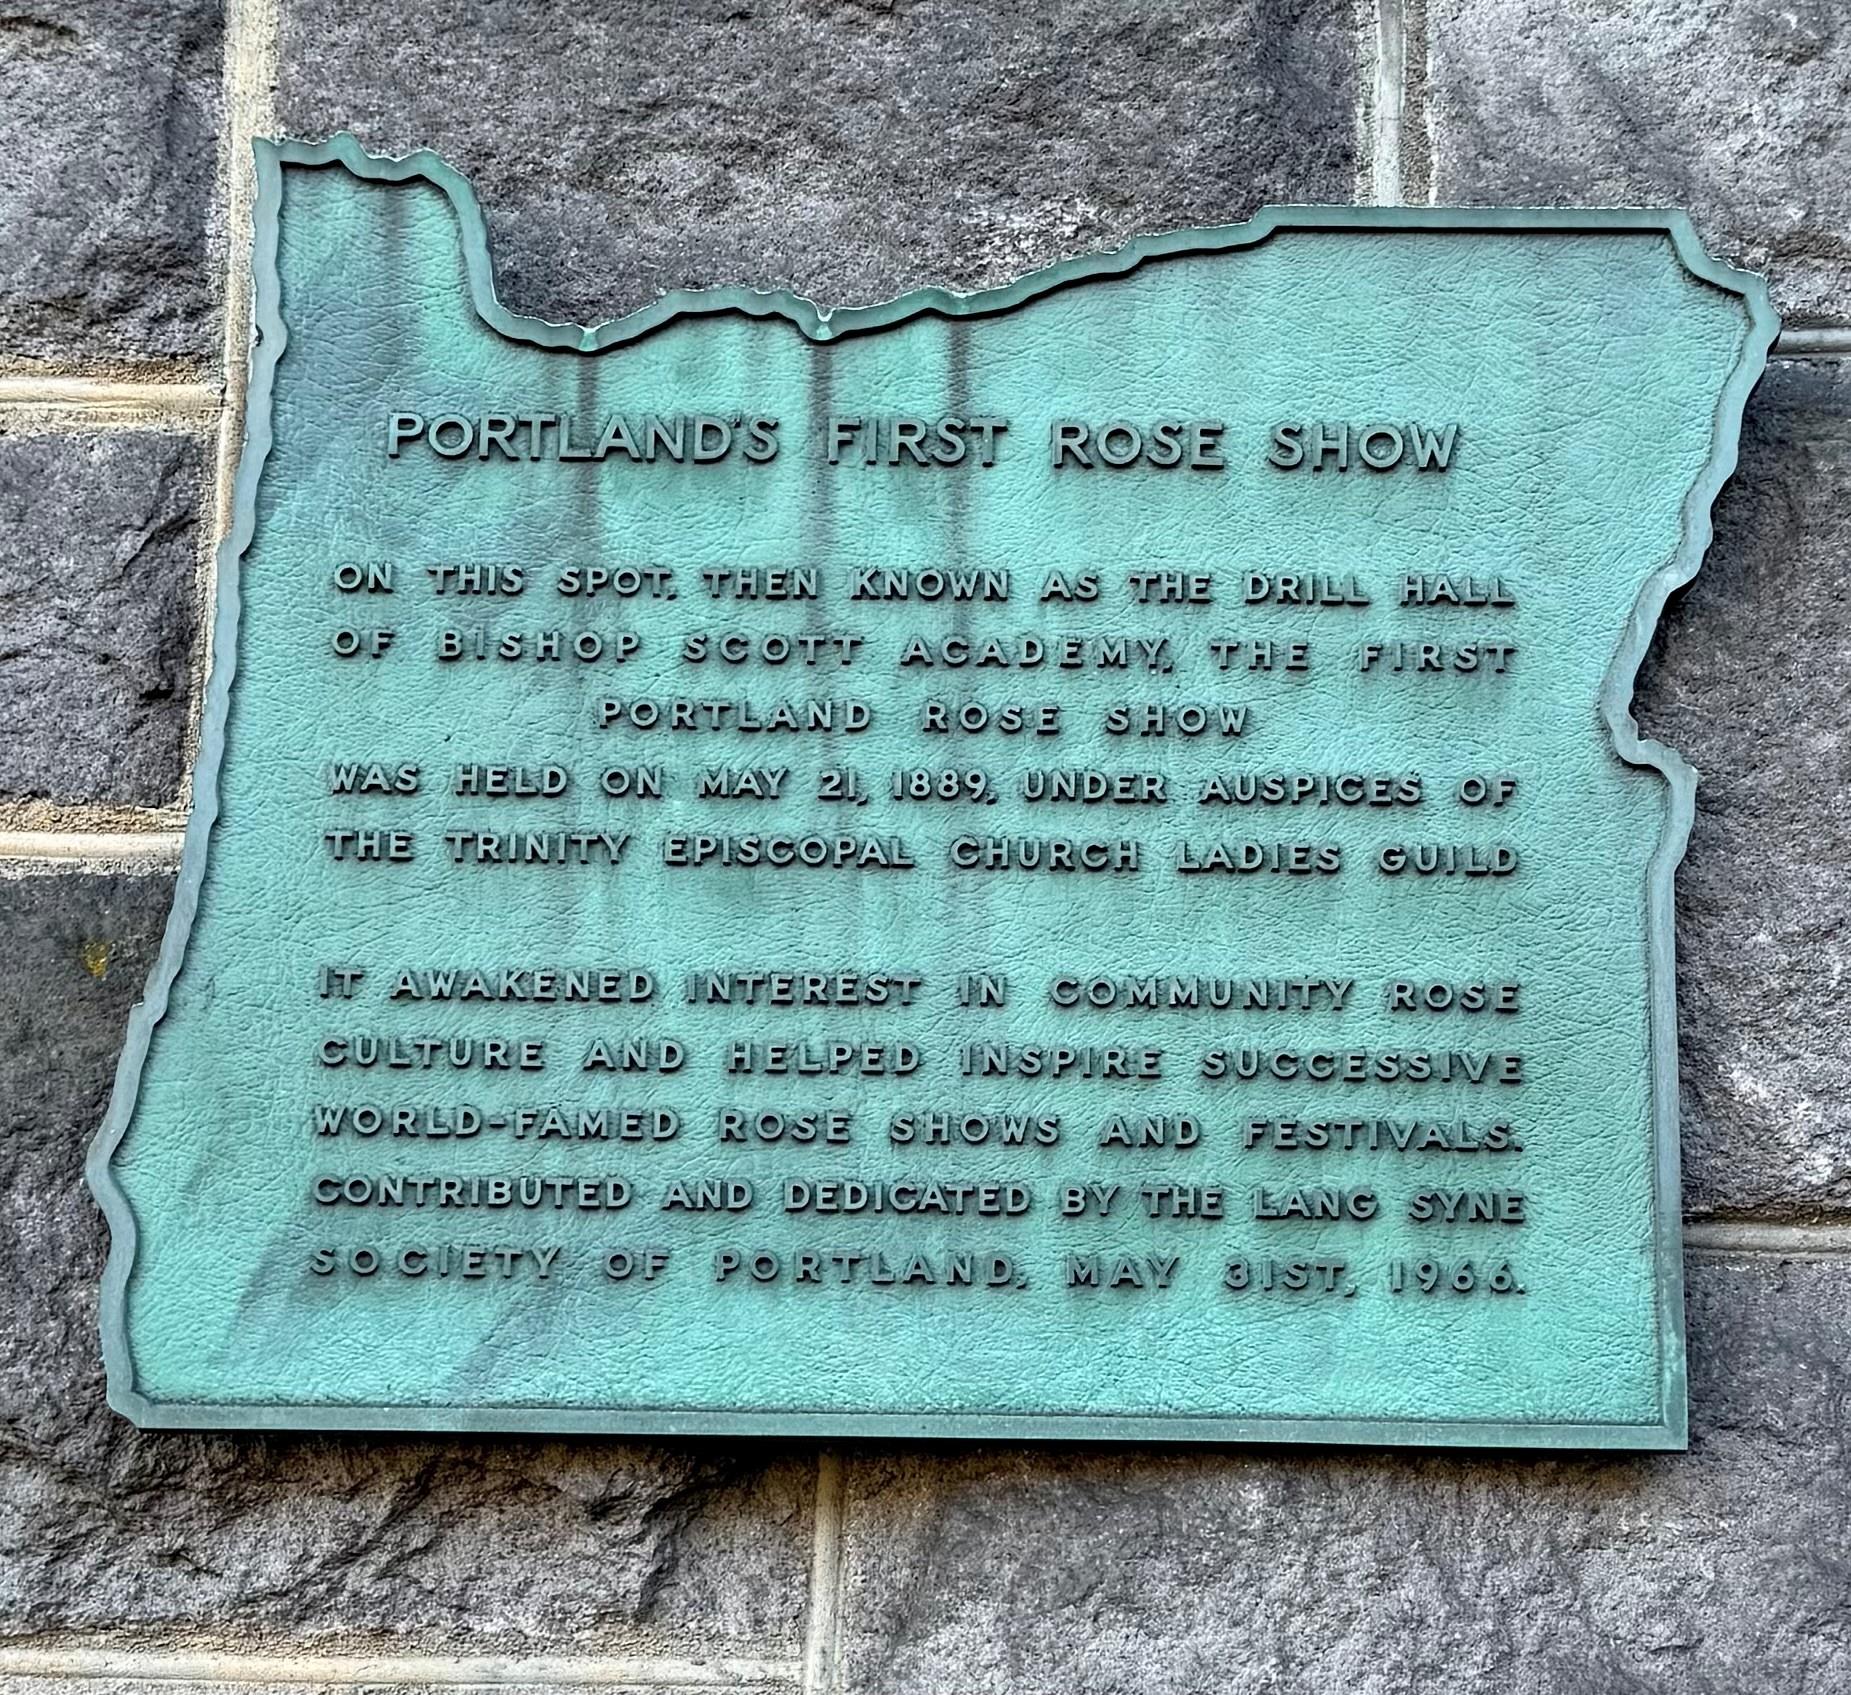 PORTLAND'S FIRST ROSE SHOW
ON THIS SPOT, THEN KNOWN AS THE DRILL HALL
OF BISHOP SCOTT ACADEMY, THE FIRST
PORTLAND ROSE SHOW
WAS HELD ON MAY 21, 1889, UNDER AUSPICES OF
THE TRINITY EPISCOPAL CHURCH LADIES GUILD
IT AWAKENED INTEREST IN COMMUNITY ROSE
CULTURE AND HELPED INSPIRE SUCCESSIVE
WORLD-FAMED ROSE SHOWS AND FESTIVALS.
CONTRIBUTED AND DEDICATED BY THE LANG SYNE
SOCIETY OF PORTLAND, MAY 31ST, 1966.